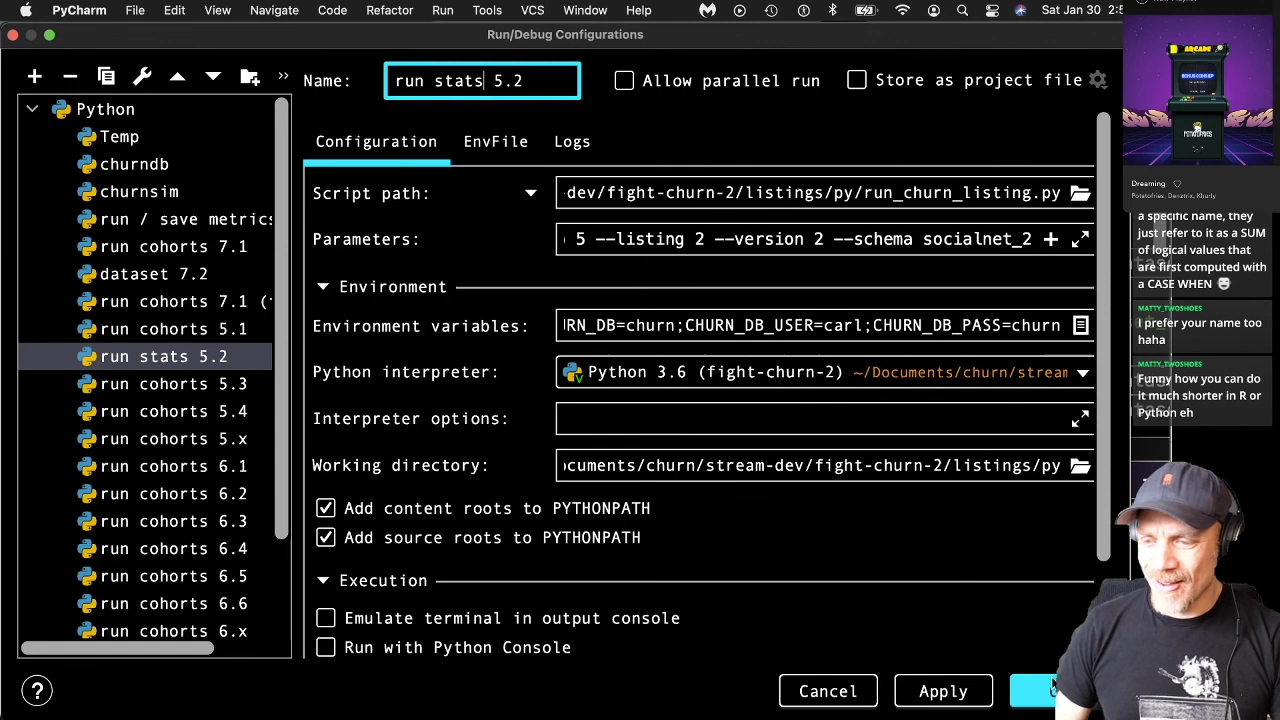 PyCharm File Edit View Navigate Code Refactor Run Tools VCS Window Help
Sat Jan 30
Run/Debug Configurations
Name:
run stats 5.2
Allow parallel run
Store as project file
Python
Temp
churndb
churnsim
run / save metrics
run cohorts 7.1
dataset 7.2
run cohorts 7.1
run cohorts 5.1
run stats 5.2
run cohorts 5.3
run cohorts 5.4
run cohorts 5.x
run cohorts 6.1
run cohorts 6.2
run cohorts 6.3
run cohorts 6.4
run cohorts 6.5
run cohorts 6.6
run cohorts 6.x
Configuration
EnvFile
Logs
Script path:
dev/fight-churn-2/listings/py/run_churn_listing.py
Parameters:
5 --listing 2 --version 2 --schema socialnet_2
Environment
Environment variables:
RN_DB=churn;CHURN_DB_USER=carl;CHURN_DB_PASS=churn
Python interpreter:
Python 3.6 (fight-churn-2) ~/Documents/churn/stream
Interpreter options:
Working directory:
ocuments/churn/stream-dev/fight-churn-2/listings/py
Add content roots to PYTHONPATH
Add source roots to PYTHONPATH
Execution
Emulate terminal in output console
Run with Python Console
?
Cancel
Apply
ARCADE
POTATOFRIES
Dreaming
Potatofries, Denztrix, Khurly
a specific name, they
just refer to it as a SUM
of logical values that
are first computed with
a CASE WHEN
MATTY_TWOSHOES
I prefer your name too
haha
MATTY_TWOSHOES
Funny how you can do
it much shorter in R or
Python eh